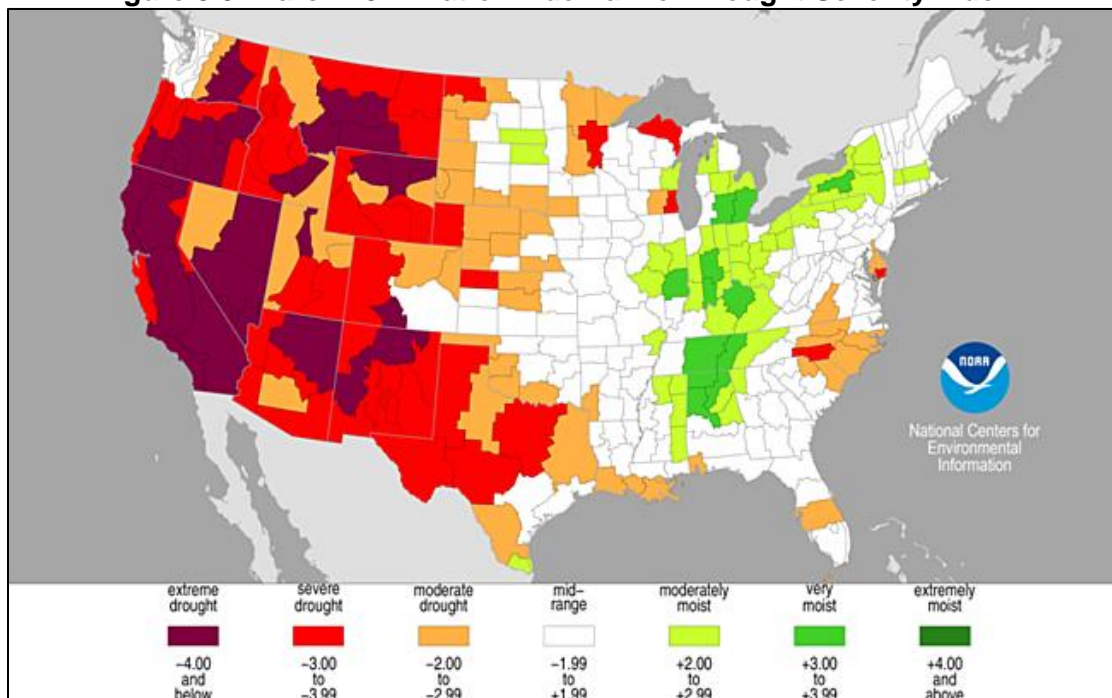 NOAA
National Centers for
Environmental
Information
extreme drought
severe drought
moderate drought
mid-range
moderately moist
very moist
extremely moist
−4.00 and below
−3.00 to −3.99
−2.00 to −2.99
−1.99 to +1.99
+2.00 to +2.99
+3.00 to +3.99
+4.00 and above